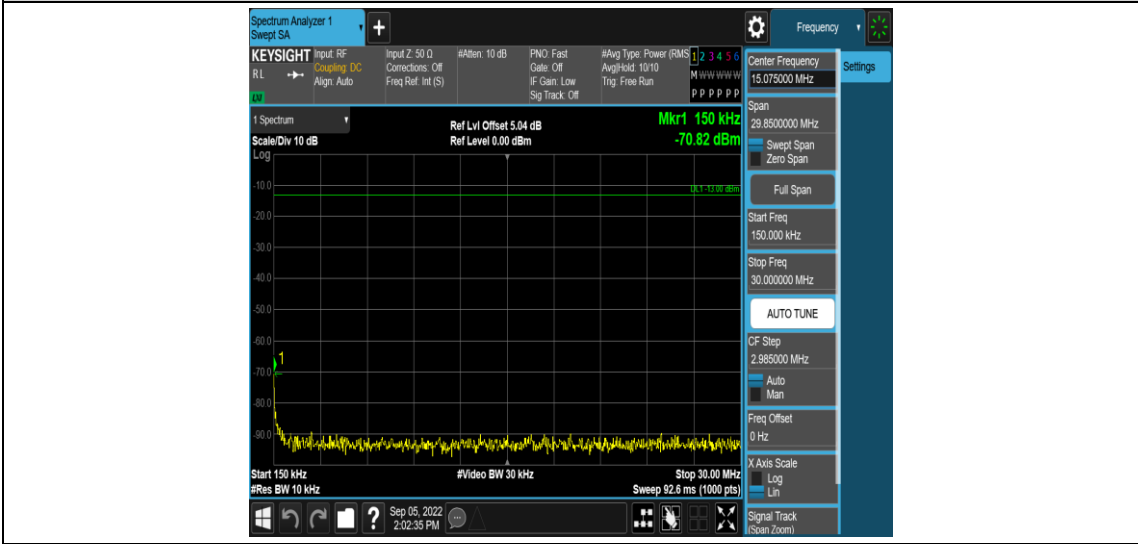 Spectrum Analyzer 1
Swept SA
+
Frequency
KEYSIGHT
RL
Input: RF
Coupling: DC
Align: Auto
Input Z: 50 Ω
Corrections: Off
Freq Ref: Int (S)
#Atten: 10 dB
PNO: Fast
Gate: Off
IF Gain: Low
Sig Track: Off
#Avg Type: Power (RMS
Avg|Hold: 10/10
Trig: Free Run
1 2 3 4 5 6
M W W W W W
P P P P P P
1 Spectrum
Scale/Div 10 dB
Log
Ref Lvl Offset 5.04 dB
Ref Level 0.00 dBm
Mkr1 150 kHz
-70.82 dBm
DL1 -13.00 dBm
-10.0
-20.0
-30.0
-40.0
-50.0
-60.0
1
-70.0
-80.0
-90.0
Start 150 kHz
#Res BW 10 kHz
#Video BW 30 kHz
Stop 30.00 MHz
Sweep 92.6 ms (1000 pts)
?
Sep 05, 2022
2:02:35 PM
Center Frequency
15.075000 MHz
Settings
Span
29.8500000 MHz
Swept Span
Zero Span
Full Span
Start Freq
150.000 kHz
Stop Freq
30.000000 MHz
AUTO TUNE
CF Step
2.985000 MHz
Auto
Man
Freq Offset
0 Hz
X Axis Scale
Log
Lin
Signal Track
(Span Zoom)